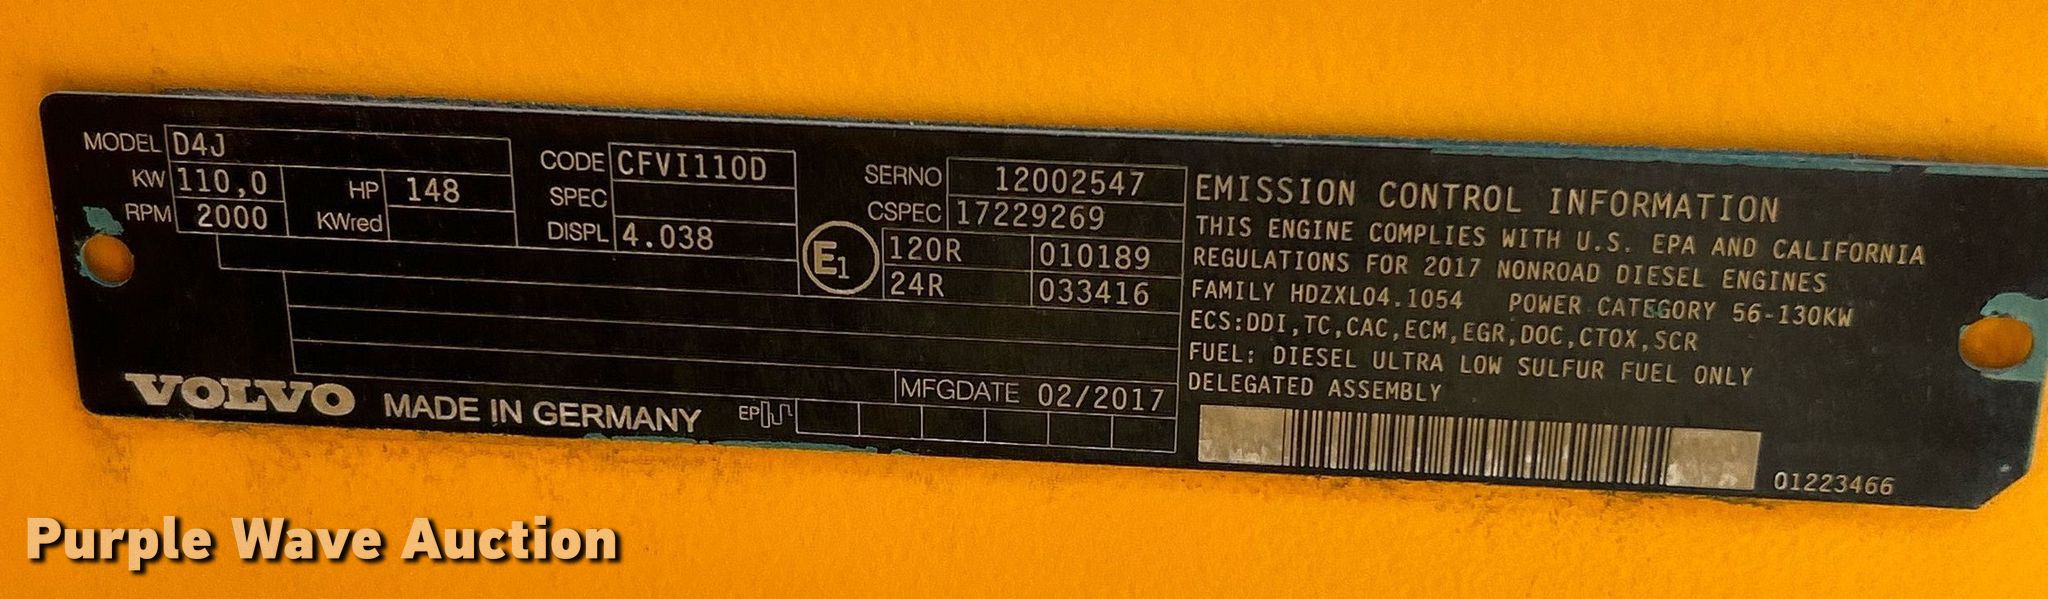 MODEL D4J
KW 110,0 HP 148
RPM 2000 KWred
CODE CFVI110D
SPEC
DISPL 4.038
SERNO 12002547
CSPEC 17229269
E1 120R 010189
24R 033416
MFGDATE 02/2017
VOLVO MADE IN GERMANY EP
EMISSION CONTROL INFORMATION
THIS ENGINE COMPLIES WITH U.S. EPA AND CALIFORNIA
REGULATIONS FOR 2017 NONROAD DIESEL ENGINES
FAMILY HDZXL04.1054 POWER CATEGORY 56-130KW
ECS:DDI,TC,CAC,ECM,EGR,DOC,CTOX,SCR
FUEL: DIESEL ULTRA LOW SULFUR FUEL ONLY
DELEGATED ASSEMBLY
01223466
Purple Wave Auction